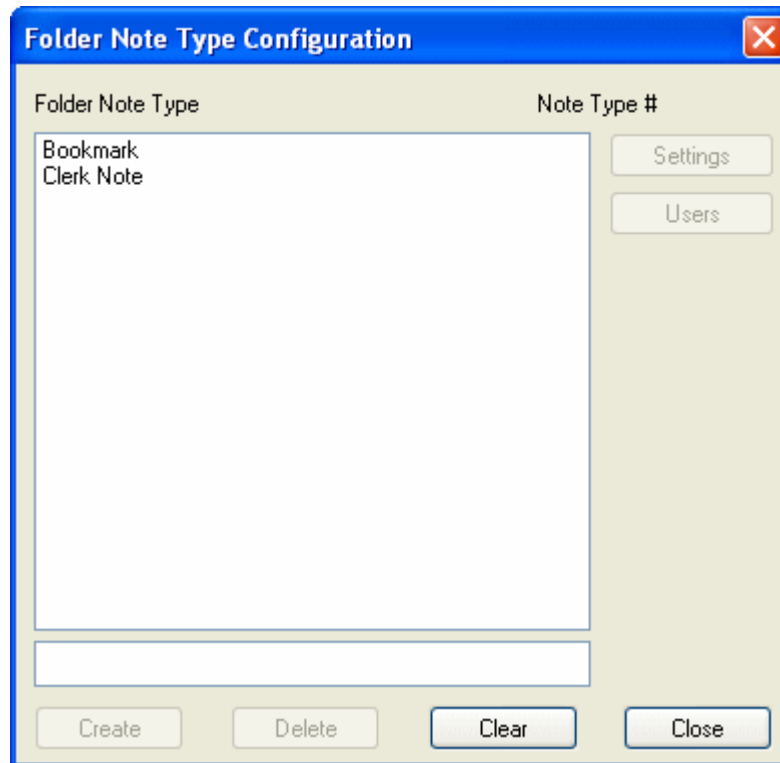 Folder Note Type Configuration
Folder Note Type Note Type #
Bookmark
Clerk Note
Settings
Users
Create Delete Clear Close